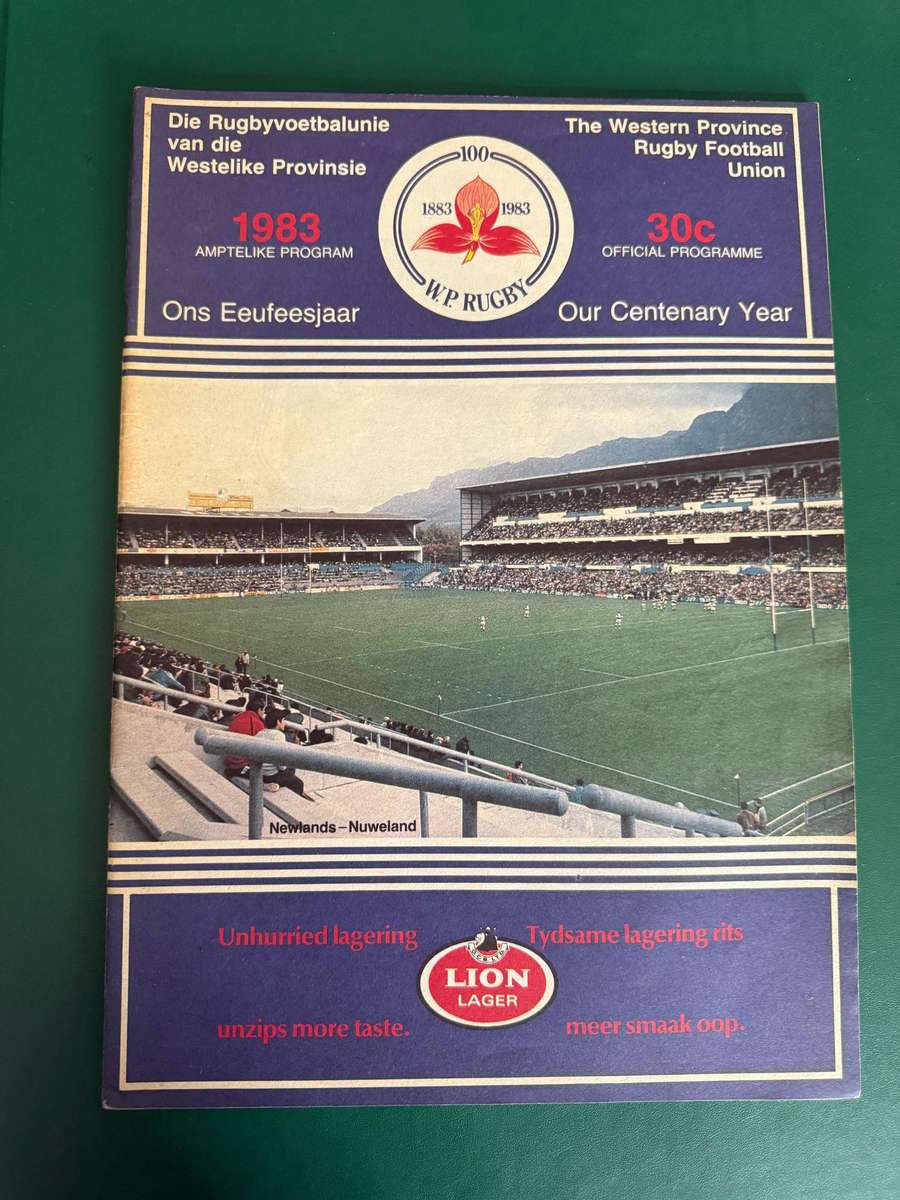 Die Rugbyvoetbalunie
van die
Westelike Provinsie
1983
AMPTELIKE PROGRAM
Ons Eeufeesjaar
100
1883 1983
W.P. RUGBY
The Western Province
Rugby Football
Union
30c
OFFICIAL PROGRAMME
Our Centenary Year
Newlands–Nuweland
Unhurried lagering
unzips more taste.
LION
LAGER
Tydsame lagering rits
meer smaak oop.